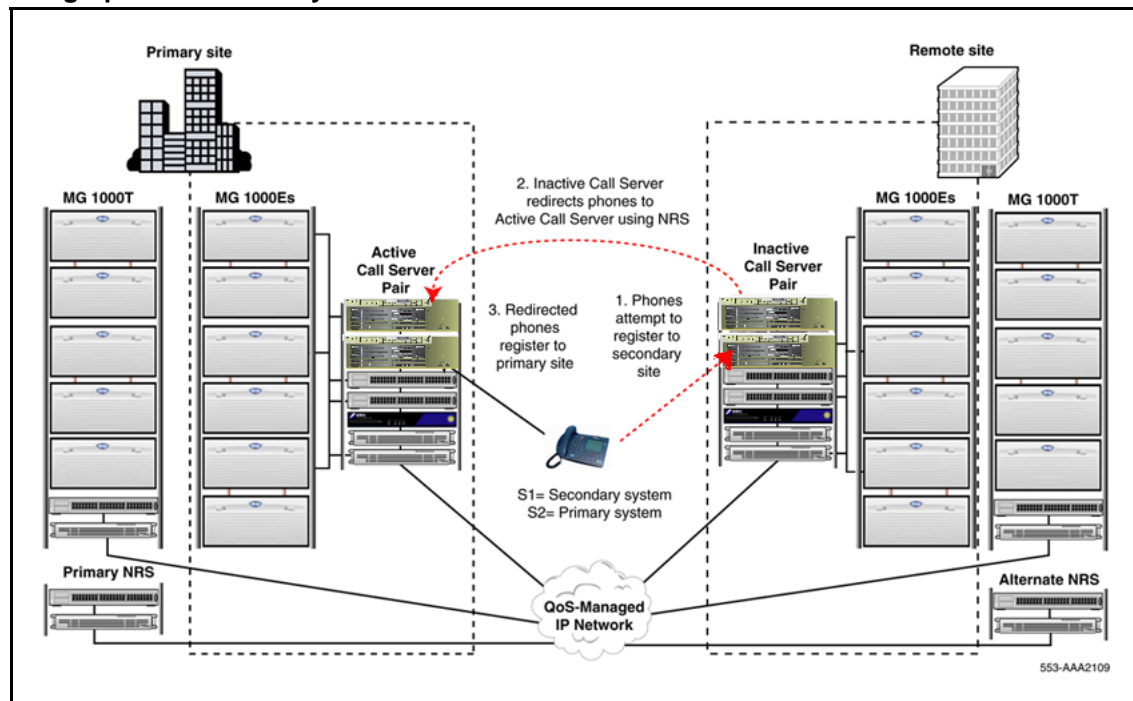 Primary site
Remote site
MG 1000T
MG 1000Es
2. Inactive Call Server
redirects phones to
Active Call Server using NRS
MG 1000Es
MG 1000T
Active
Call Server
Pair
Inactive
Call Server
Pair
3. Redirected
phones
register to
primary site
1. Phones
attempt to
register to
secondary
site
S1= Secondary system
S2= Primary system
Primary NRS
QoS-Managed
IP Network
Alternate NRS
553-AAA2109